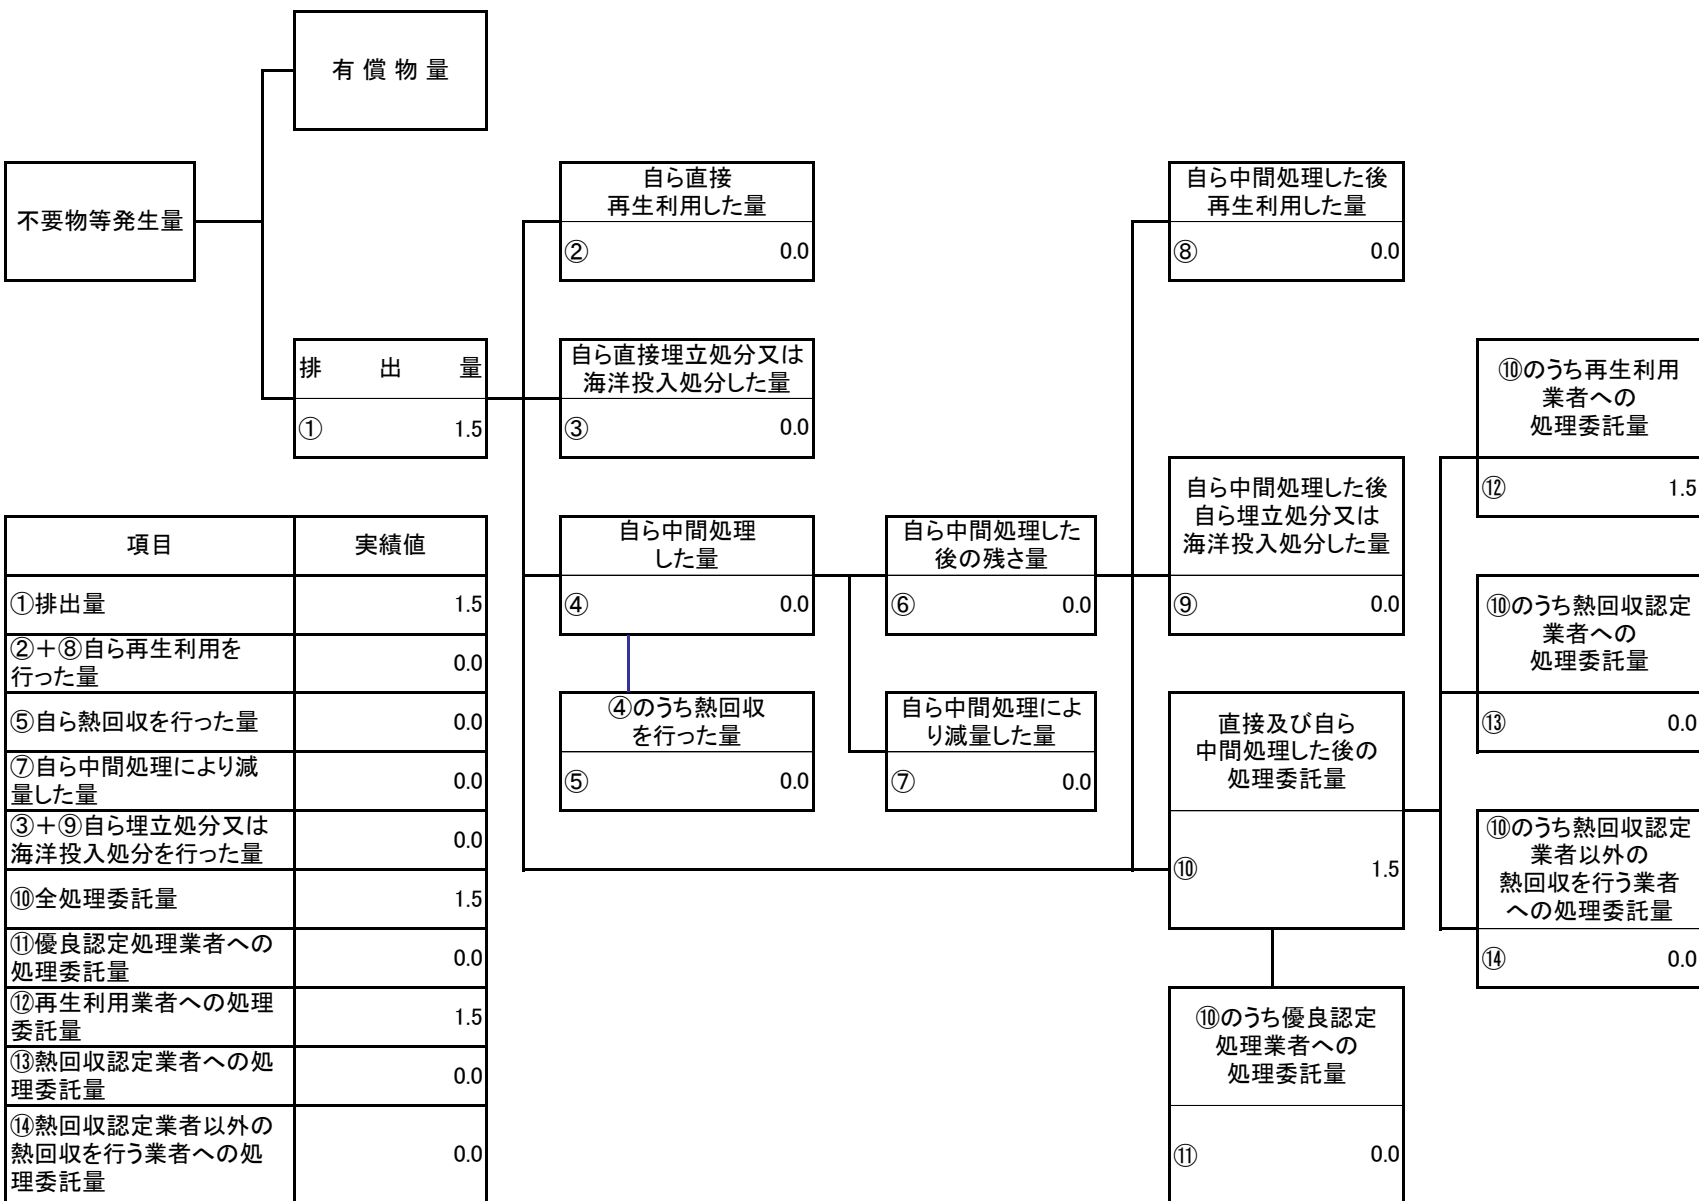 有 償 物 量
不要物等発生量
自ら直接
再生利用した量
② 0.0
自ら中間処理した後
再生利用した量
⑧ 0.0
排 出 量
① 1.5
自ら直接埋立処分又は
海洋投入処分した量
③ 0.0
⑩のうち再生利用
業者への
処理委託量
⑫ 1.5
自ら中間処理した後
自ら埋立処分又は
海洋投入処分した量
⑨ 0.0
自ら中間処理
した量
④ 0.0
自ら中間処理した
後の残さ量
⑥ 0.0
⑩のうち熱回収認定
業者への
処理委託量
⑬ 0.0
④のうち熱回収
を行った量
⑤ 0.0
自ら中間処理によ
り減量した量
⑦ 0.0
直接及び自ら
中間処理した後の
処理委託量
⑩ 1.5
⑩のうち熱回収認定
業者以外の
熱回収を行う業者
への処理委託量
⑭ 0.0
⑩のうち優良認定
処理業者への
処理委託量
⑪ 0.0
項目 実績値
①排出量 1.5
②+⑧自ら再生利用を
行った量 0.0
⑤自ら熱回収を行った量 0.0
⑦自ら中間処理により減
量した量 0.0
③+⑨自ら埋立処分又は
海洋投入処分を行った量 0.0
⑩全処理委託量 1.5
⑪優良認定処理業者への
処理委託量 0.0
⑫再生利用業者への処理
委託量 1.5
⑬熱回収認定業者への処
理委託量 0.0
⑭熱回収認定業者以外の
熱回収を行う業者への処
理委託量 0.0